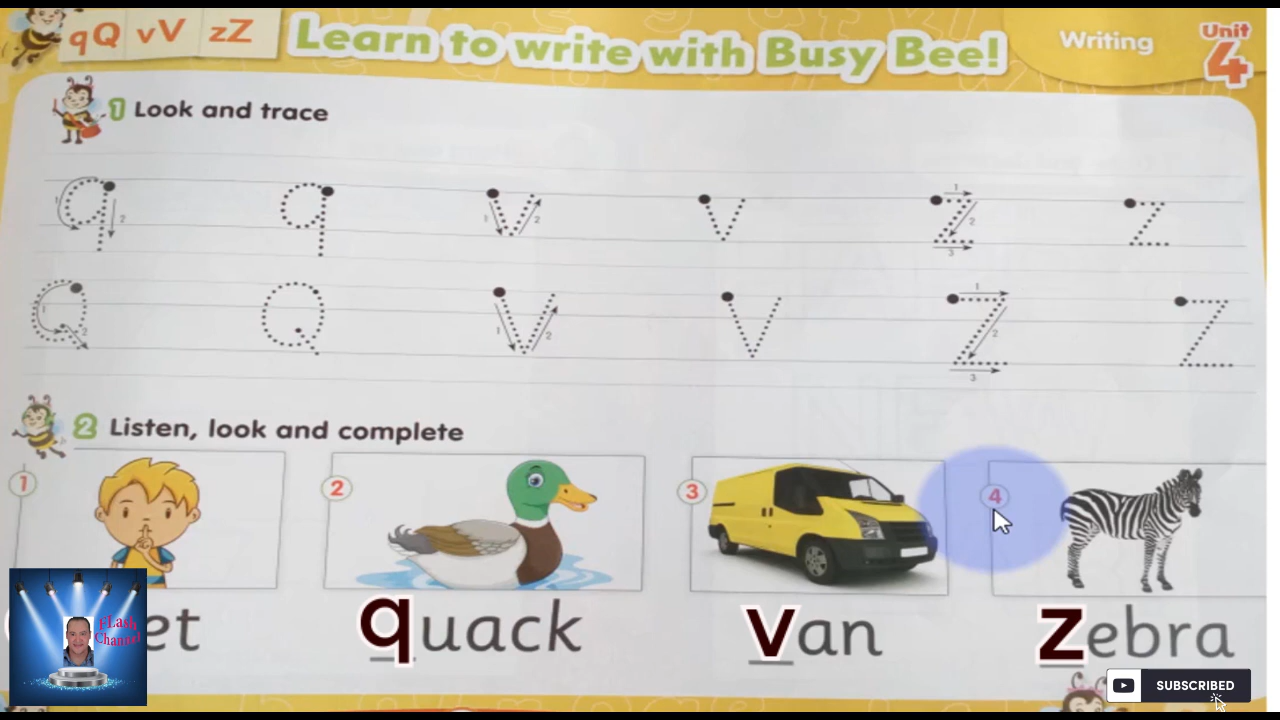 qQ vV zZ Learn to write with Busy Bee! Writing Unit 4
1 Look and trace
q q v v z z
Q Q V V Z Z
2 Listen, look and complete
1 2 3 4
et quack van zebra
FLash
Channel
SUBSCRIBED